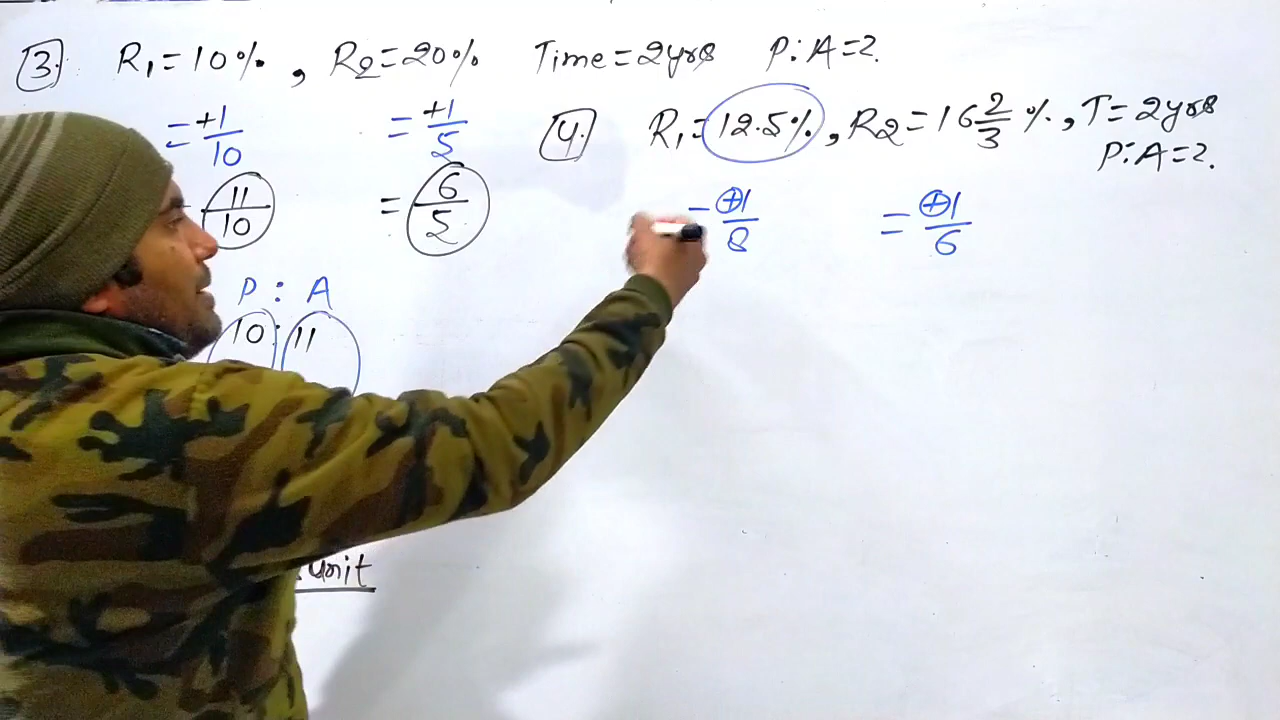 3. R₁=10%, R₂=20% Time=2yrs P:A=?
=+1/10 =+1/5
11/10 =6/5
P : A
10 : 11
unit
4. R₁=12.5%, R₂=16 2/3 %, T=2yrs
P:A=?
=+1/8 =+1/6